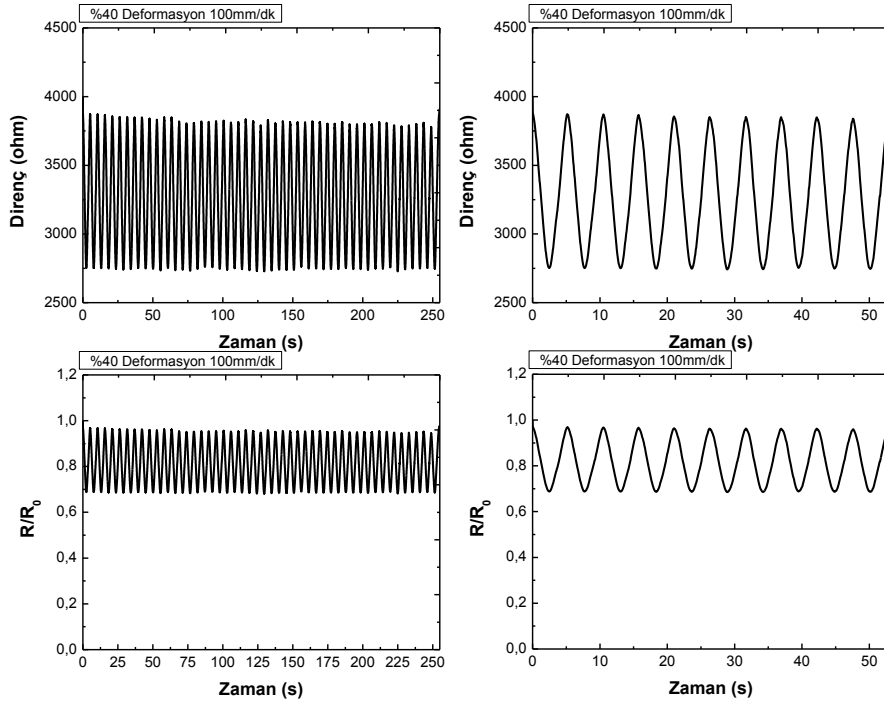 %40 Deformasyon 100mm/dk
4500
4000
3500
3000
2500
Direnç (ohm)
0 50 100 150 200 250
Zaman (s)
%40 Deformasyon 100mm/dk
4500
4000
3500
3000
2500
Direnç (ohm)
0 10 20 30 40 50
Zaman (s)
%40 Deformasyon 100mm/dk
1,2
1,0
0,8
0,6
0,4
0,2
0,0
R/R0
0 25 50 75 100 125 150 175 200 225 250
Zaman (s)
%40 Deformasyon 100mm/dk
1,2
1,0
0,8
0,6
0,4
0,2
0,0
R/R0
0 10 20 30 40 50
Zaman (s)